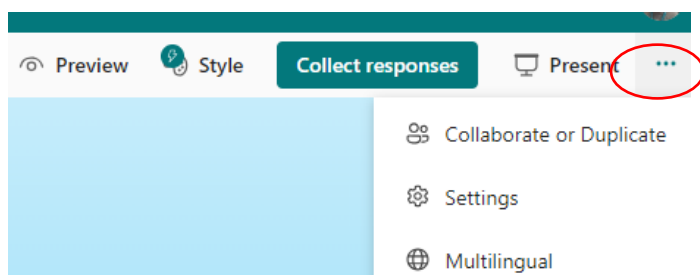 Preview Style Collect responses Present ...
Collaborate or Duplicate
Settings
Multilingual